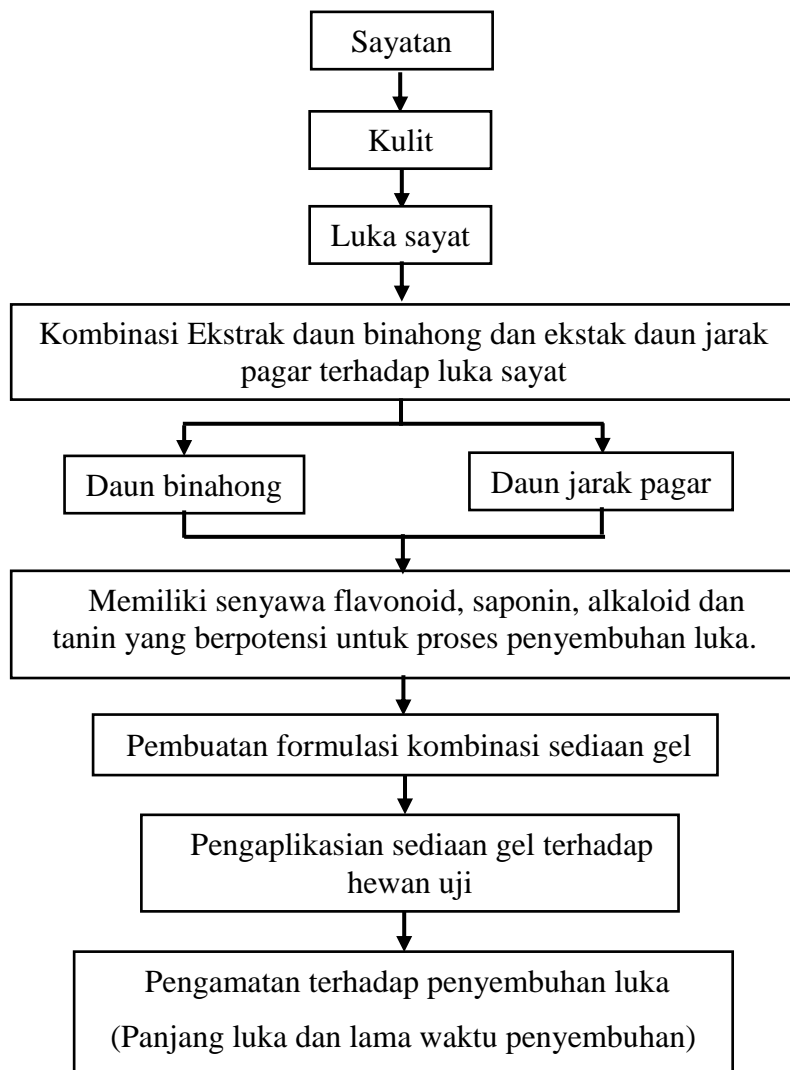 Sayatan
Kulit
Luka sayat
Kombinasi Ekstrak daun binahong dan ekstak daun jarak
pagar terhadap luka sayat
Daun binahong
Daun jarak pagar
Memiliki senyawa flavonoid, saponin, alkaloid dan
tanin yang berpotensi untuk proses penyembuhan luka.
Pembuatan formulasi kombinasi sediaan gel
Pengaplikasian sediaan gel terhadap
hewan uji
Pengamatan terhadap penyembuhan luka
(Panjang luka dan lama waktu penyembuhan)